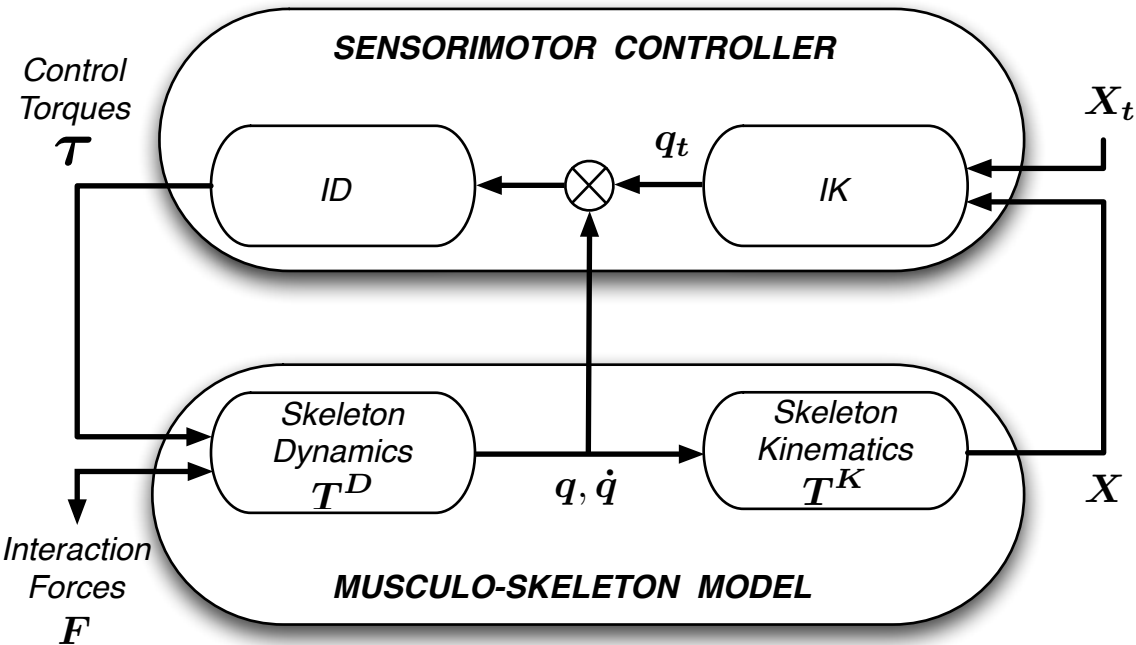 SENSORIMOTOR CONTROLLER
Control
Torques
τ
ID
q_t
IK
X_t
Skeleton
Dynamics
T^D
q, q̇
Skeleton
Kinematics
T^K
X
Interaction
Forces
F
MUSCULO-SKELETON MODEL